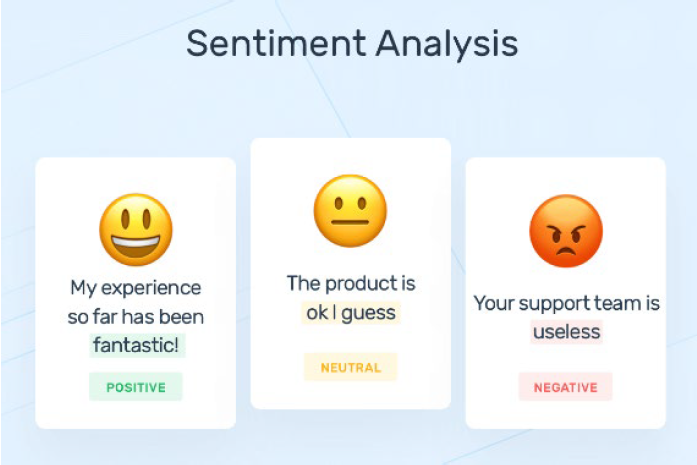 Sentiment Analysis
My experience
so far has been
fantastic!
POSITIVE
The product is
ok I guess
NEUTRAL
Your support team is
useless
NEGATIVE